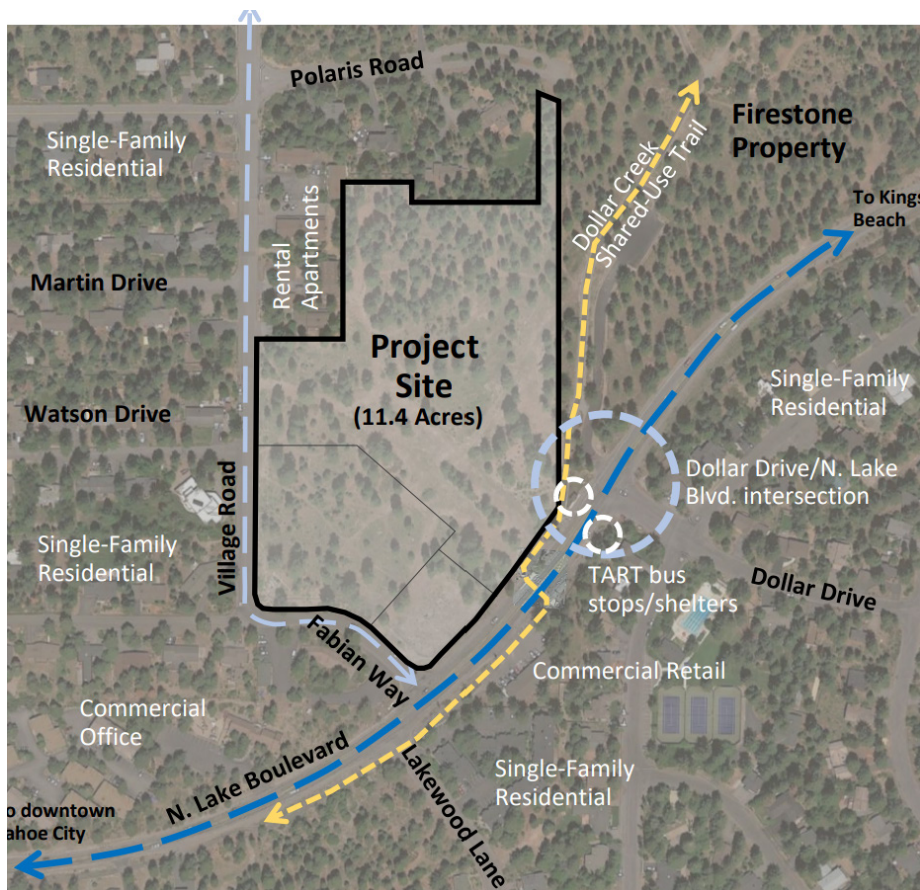 Polaris Road
Firestone
Property
Single-Family
Residential
Dollar Creek
Shared-Use Trail
To Kings
Beach
Rental
Apartments
Martin Drive
Project
Site
(11.4 Acres)
Single-Family
Residential
Watson Drive
Dollar Drive/N. Lake
Blvd. intersection
Village Road
Single-Family
Residential
TART bus
stops/shelters
Dollar Drive
Fabian Way
Commercial Retail
Commercial
Office
N. Lake Boulevard
Lakewood Lane
Single-Family
Residential
o downtown
ahoe City